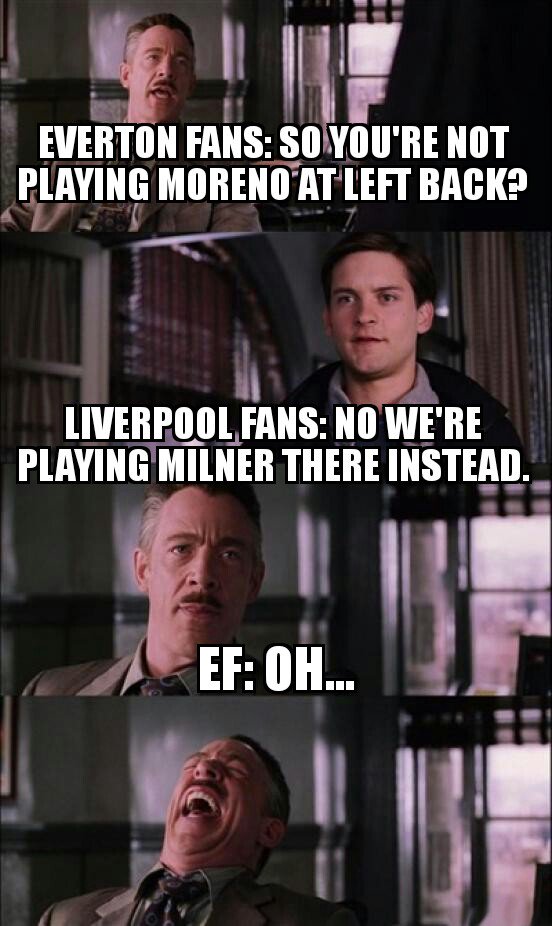 EVERTON FANS: SO YOU'RE NOT
PLAYING MORENO AT LEFT BACK?
LIVERPOOL FANS: NO WE'RE
PLAYING MILNER THERE INSTEAD.
EF: OH...